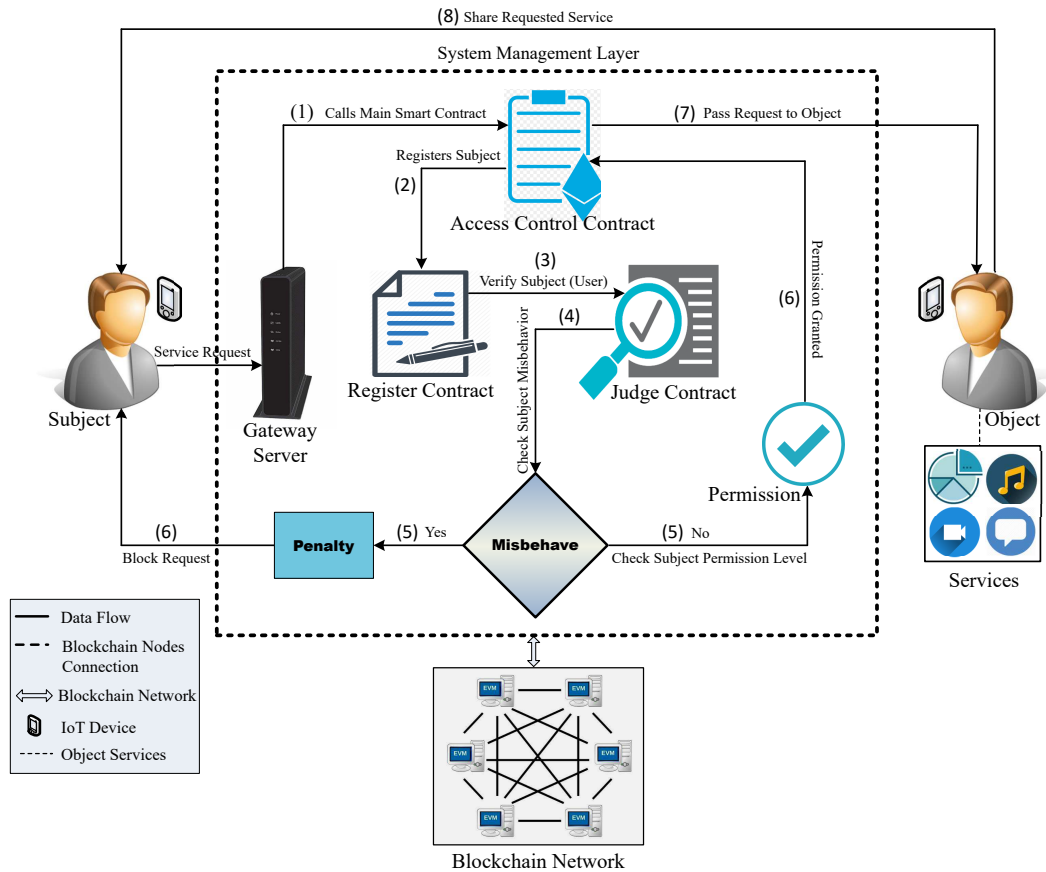 (8) Share Requested Service
System Management Layer
(1) Calls Main Smart Contract
(7) Pass Request to Object
Registers Subject
(2)
Access Control Contract
(3)
Verify Subject (User)
(4)
Permission Granted
(6)
Service Request
Register Contract
Judge Contract
Check Subject Misbehavior
Subject
Gateway
Server
Object
Permission
(6)
Block Request
Penalty
(5) Yes
Misbehave
(5) No
Check Subject Permission Level
...
Services
Data Flow
Blockchain Nodes
Connection
Blockchain Network
IoT Device
Object Services
EVM
EVM
EVM
EVM
EVM
EVM
Blockchain Network